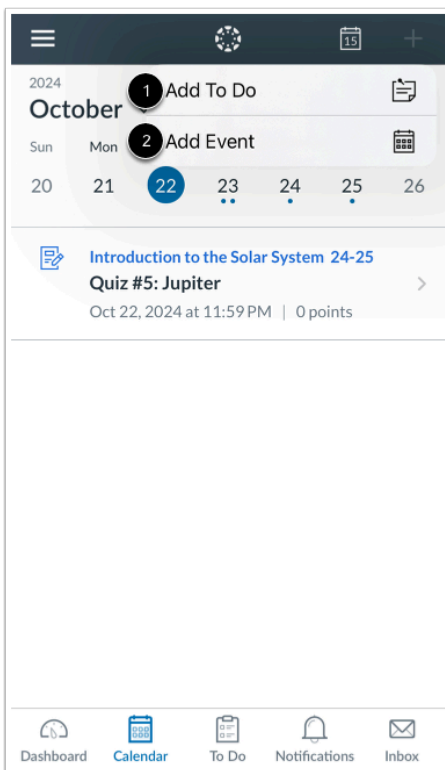 15
2024
October
1 Add To Do
2 Add Event
Sun Mon
20 21 22 23 24 25 26
Introduction to the Solar System 24-25
Quiz #5: Jupiter
Oct 22, 2024 at 11:59 PM | 0 points
Dashboard Calendar To Do Notifications Inbox